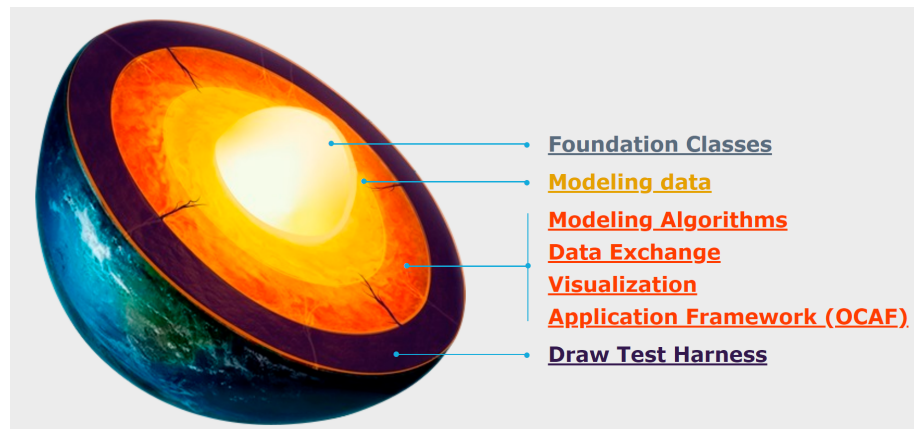 Foundation Classes
Modeling data
Modeling Algorithms
Data Exchange
Visualization
Application Framework (OCAF)
Draw Test Harness